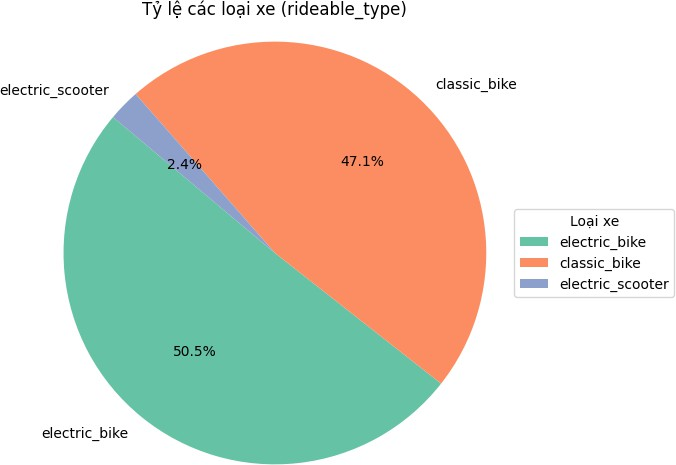 Tỷ lệ các loại xe (rideable_type)
electric_scooter
classic_bike
47.1%
2.4%
50.5%
electric_bike
Loại xe
electric_bike
classic_bike
electric_scooter